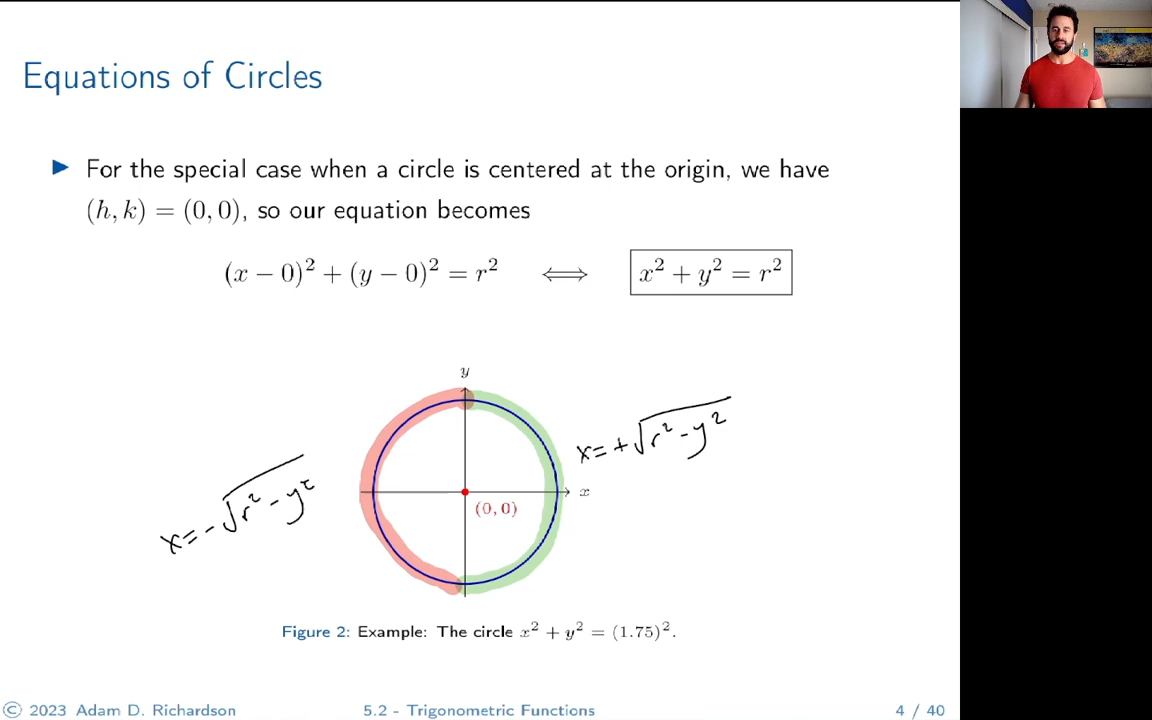 Equations of Circles
▶ For the special case when a circle is centered at the origin, we have
(h, k) = (0, 0), so our equation becomes
(x − 0)² + (y − 0)² = r² ⟺ x² + y² = r²
y
x = +√(r² − y²)
x
(0, 0)
x = −√(r² − y²)
Figure 2: Example: The circle x² + y² = (1.75)².
© 2023 Adam D. Richardson 5.2 - Trigonometric Functions 4 / 40